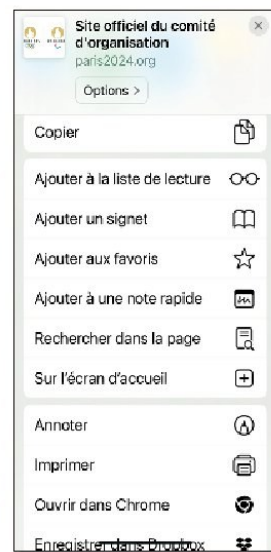 Site officiel du comité
d'organisation
paris2024.org
Options >
Copier
Ajouter à la liste de lecture
Ajouter un signet
Ajouter aux favoris
Ajouter à une note rapide
Rechercher dans la page
Sur l'écran d'accueil
Annoter
Imprimer
Ouvrir dans Chrome
Enregistrer dans Dropbox